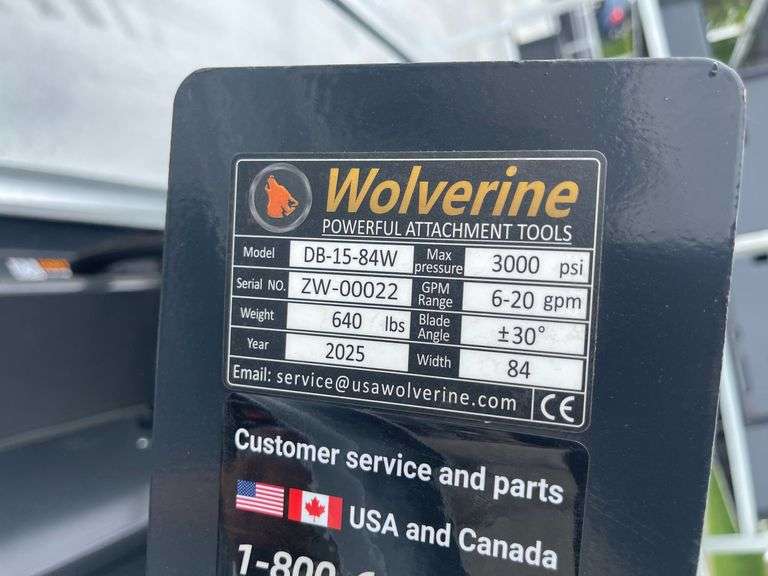 Wolverine
POWERFUL ATTACHMENT TOOLS
Model DB-15-84W Max pressure 3000 psi
Serial NO. ZW-00022 GPM Range 6-20 gpm
Weight 640 lbs Blade Angle ±30°
Year 2025 Width 84
Email: service@usawolverine.com CE
Customer service and parts
USA and Canada
1-800